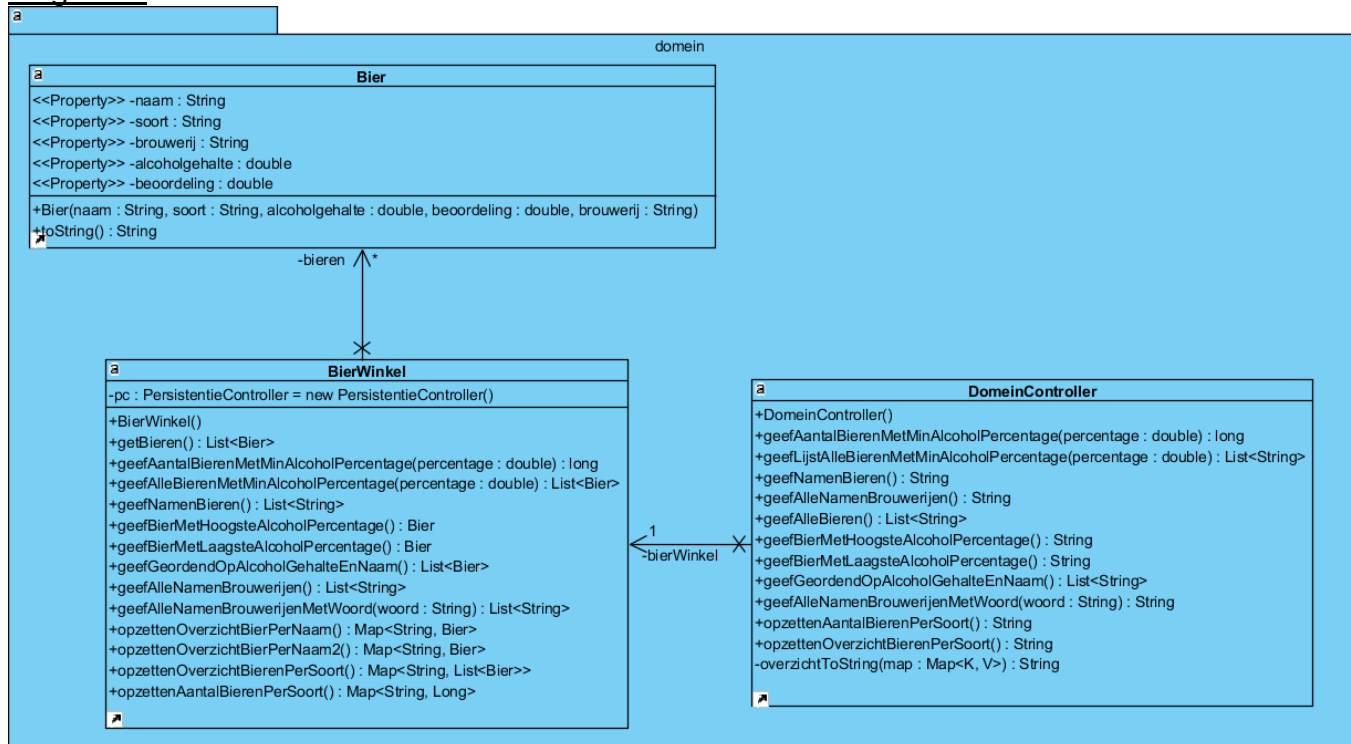 domein
Bier
<<Property>> -naam : String
<<Property>> -soort : String
<<Property>> -brouwerij : String
<<Property>> -alcoholgehalte : double
<<Property>> -beoordeling : double
+Bier(naam : String, soort : String, alcoholgehalte : double, beoordeling : double, brouwerij : String)
+toString() : String
-bieren
*
BierWinkel
-pc : PersistentieController = new PersistentieController()
+BierWinkel()
+getBieren() : List<Bier>
+geefAantalBierenMetMinAlcoholPercentage(percentage : double) : long
+geefAlleBierenMetMinAlcoholPercentage(percentage : double) : List<Bier>
+geefNamenBieren() : List<String>
+geefBierMetHoogsteAlcoholPercentage() : Bier
+geefBierMetLaagsteAlcoholPercentage() : Bier
+geefGeordendOpAlcoholGehalteEnNaam() : List<Bier>
+geefAlleNamenBrouwerijen() : List<String>
+geefAlleNamenBrouwerijenMetWoord(woord : String) : List<String>
+opzettenOverzichtBierPerNaam() : Map<String, Bier>
+opzettenOverzichtBierPerNaam2() : Map<String, Bier>
+opzettenOverzichtBierenPerSoort() : Map<String, List<Bier>>
+opzettenAantalBierenPerSoort() : Map<String, Long>
1
-bierWinkel
DomeinController
+DomeinController()
+geefAantalBierenMetMinAlcoholPercentage(percentage : double) : long
+geefLijstAlleBierenMetMinAlcoholPercentage(percentage : double) : List<String>
+geefNamenBieren() : String
+geefAlleNamenBrouwerijen() : String
+geefAlleBieren() : List<String>
+geefBierMetHoogsteAlcoholPercentage() : String
+geefBierMetLaagsteAlcoholPercentage() : String
+geefGeordendOpAlcoholGehalteEnNaam() : List<String>
+geefAlleNamenBrouwerijenMetWoord(woord : String) : String
+opzettenAantalBierenPerSoort() : String
+opzettenOverzichtBierenPerSoort() : String
-overzichtToString(map : Map<K, V>) : String